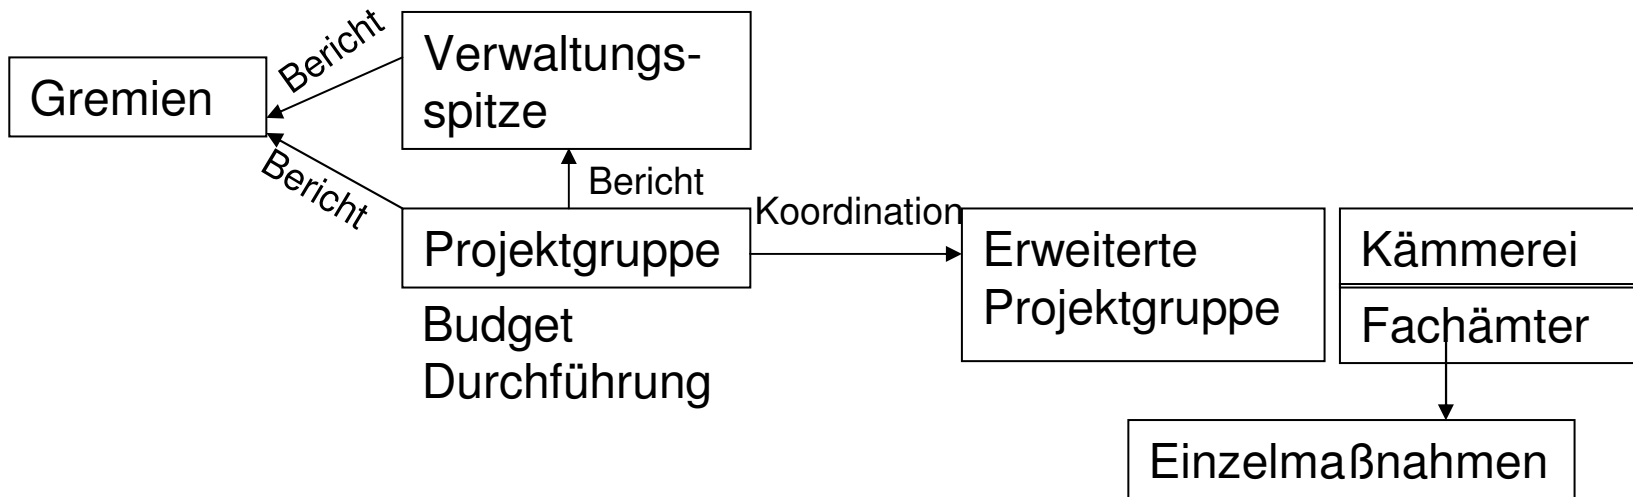 Bericht
Verwaltungs-
spitze
Gremien
Bericht
Bericht
Koordination
Projektgruppe
Budget
Durchführung
Erweiterte
Projektgruppe
Kämmerei
Fachämter
Einzelmaßnahmen